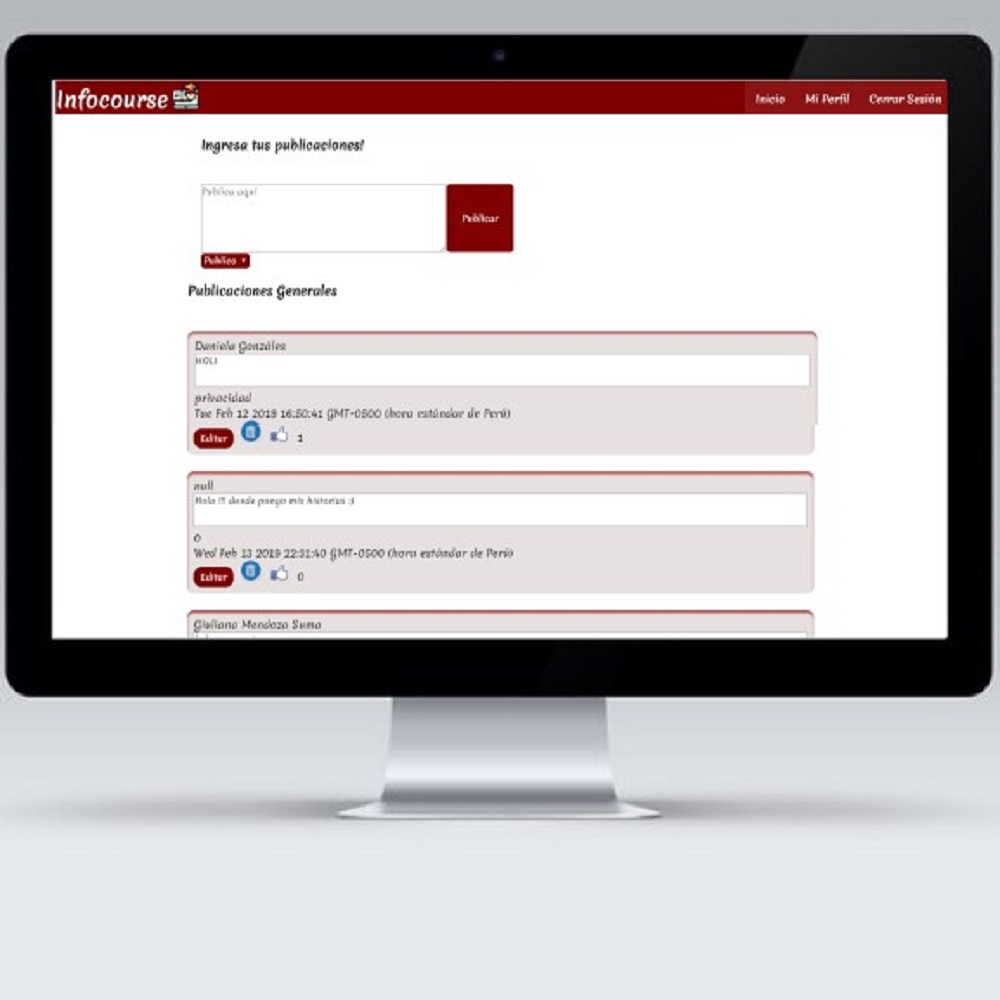 Infocourse
Inicio Mi Perfil Cerrar Sesión
Ingresa tus publicaciones!
Publica aquí
Publicar
Publico
Publicaciones Generales
Daniela Gonzáles
HOLI
privacidad
Tue Feb 12 2019 16:50:41 GMT-0500 (hora estándar de Perú)
Editar 1
null
Hola !!! donde pongo mis historias :)
0
Wed Feb 13 2019 22:31:40 GMT-0500 (hora estándar de Perú)
Editar 0
Giuliana Mendoza Suma